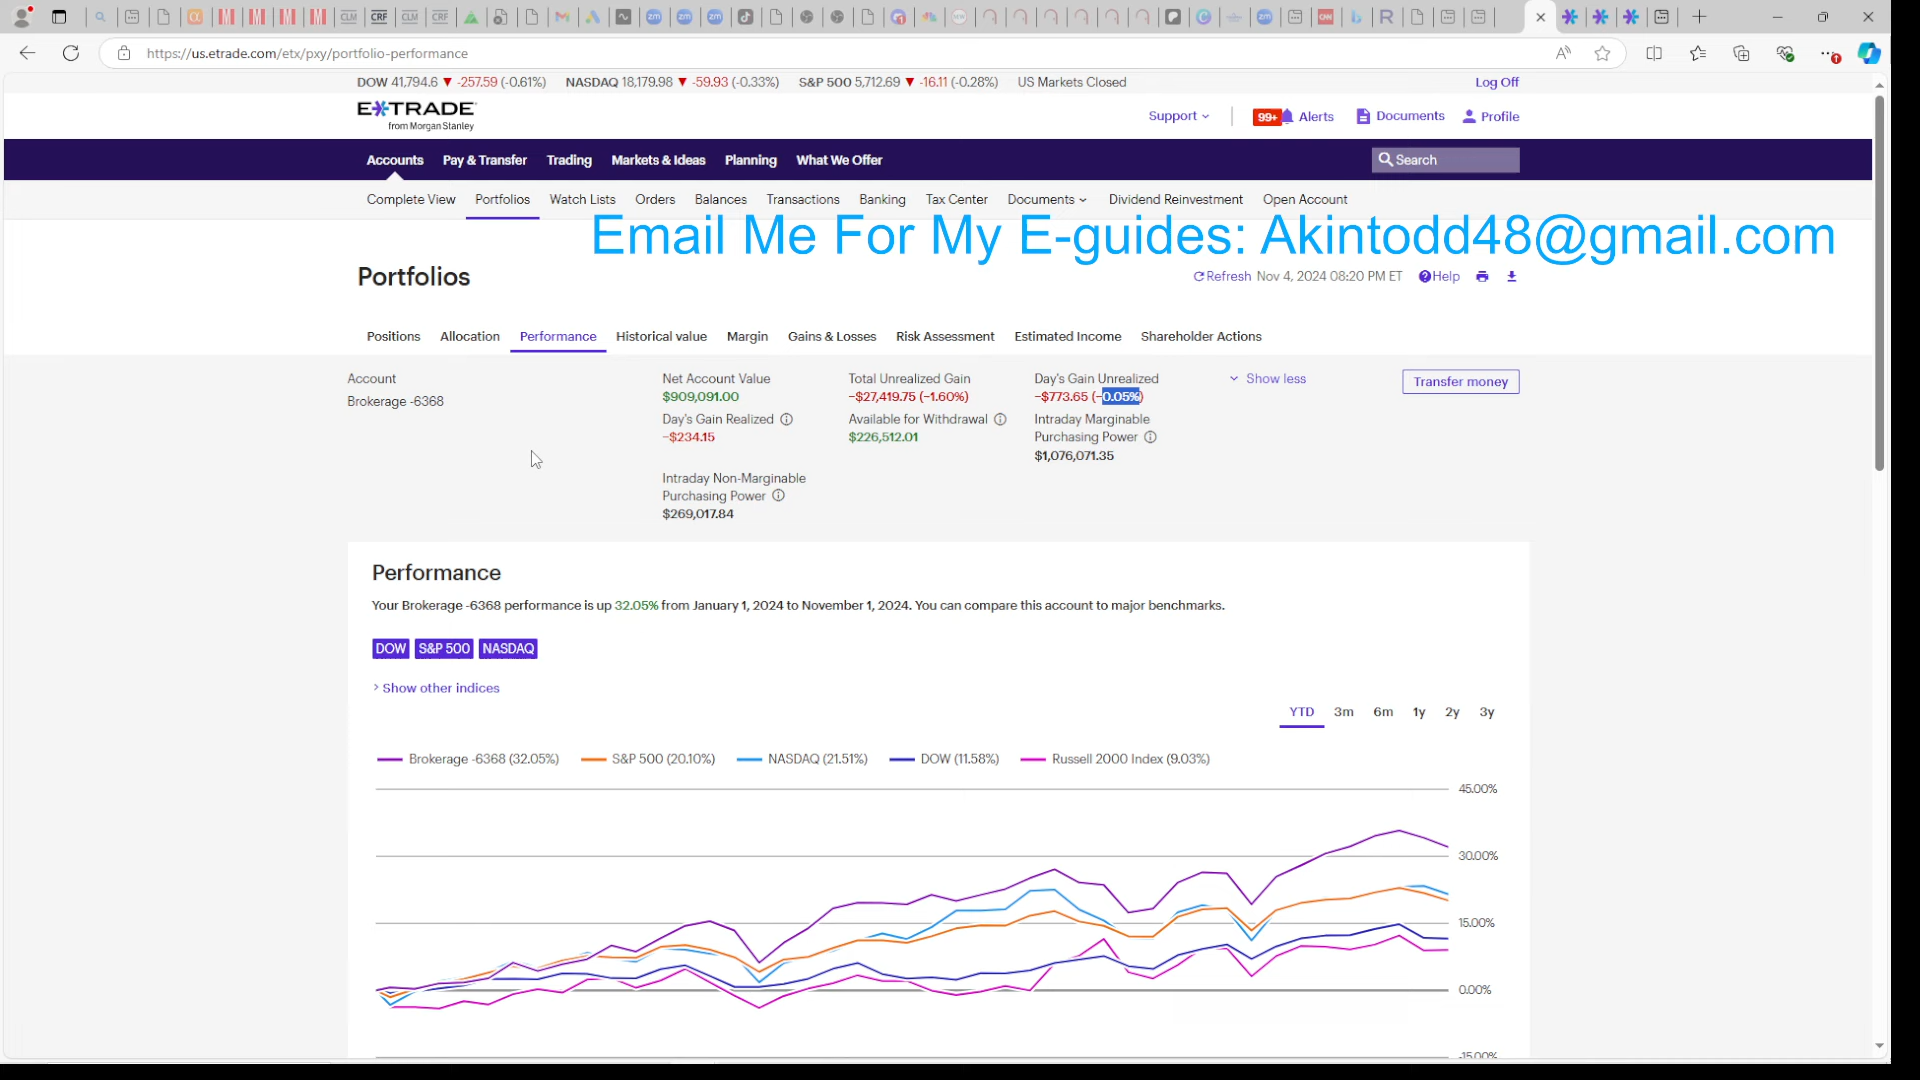 https://us.etrade.com/etx/pxy/portfolio-performance
DOW 41,794.6 ▼ -257.59 (-0.61%) NASDAQ 18,179.98 ▼ -59.93 (-0.33%) S&P 500 5,712.69 ▼ -16.11 (-0.28%) US Markets Closed Log Off
E*TRADE
from Morgan Stanley
Support 99+ Alerts Documents Profile
Accounts Pay & Transfer Trading Markets & Ideas Planning What We Offer Search
Complete View Portfolios Watch Lists Orders Balances Transactions Banking Tax Center Documents Dividend Reinvestment Open Account
Email Me For My E-guides: Akintodd48@gmail.com
Portfolios
Refresh Nov 4, 2024 08:20 PM ET Help
Positions Allocation Performance Historical value Margin Gains & Losses Risk Assessment Estimated Income Shareholder Actions
Account Net Account Value Total Unrealized Gain Day's Gain Unrealized Show less Transfer money
Brokerage -6368 $909,091.00 −$27,419.75 (−1.60%) −$773.65 (−0.05%)
Day's Gain Realized Available for Withdrawal Intraday Marginable
−$234.15 $226,512.01 Purchasing Power
$1,076,071.35
Intraday Non-Marginable
Purchasing Power
$269,017.84
Performance
Your Brokerage -6368 performance is up 32.05% from January 1, 2024 to November 1, 2024. You can compare this account to major benchmarks.
DOW S&P 500 NASDAQ
Show other indices
YTD 3m 6m 1y 2y 3y
Brokerage -6368 (32.05%) S&P 500 (20.10%) NASDAQ (21.51%) DOW (11.58%) Russell 2000 Index (9.03%)
45.00%
30.00%
15.00%
0.00%
-15.00%